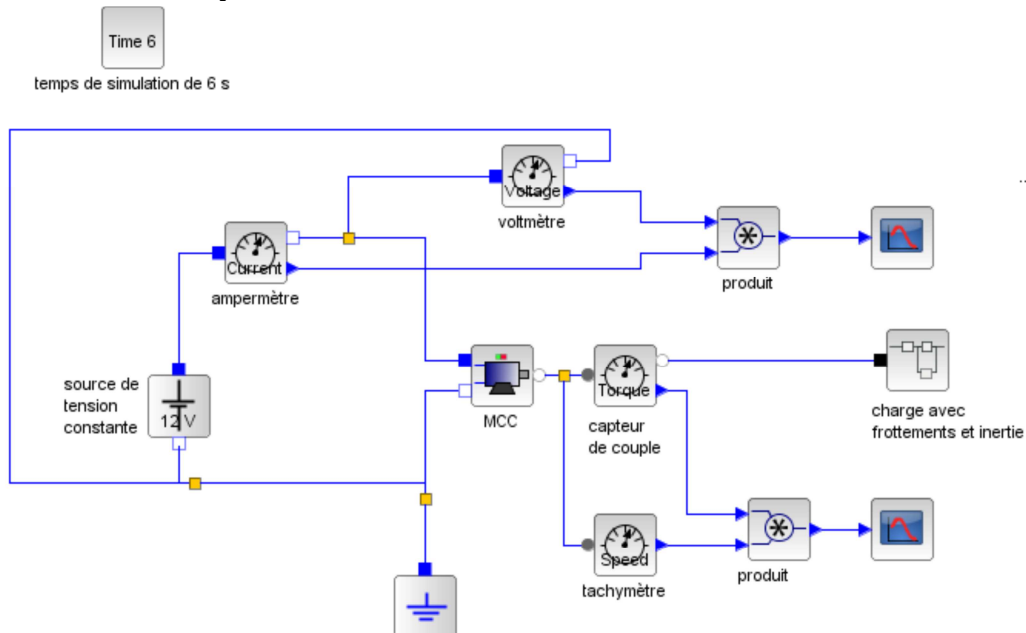 Time 6
temps de simulation de 6 s
Voltage
voltmètre
Current
ampermètre
produit
source de
tension
constante
12 V
MCC
Torque
capteur
de couple
charge avec
frottements et inertie
Speed
tachymètre
produit